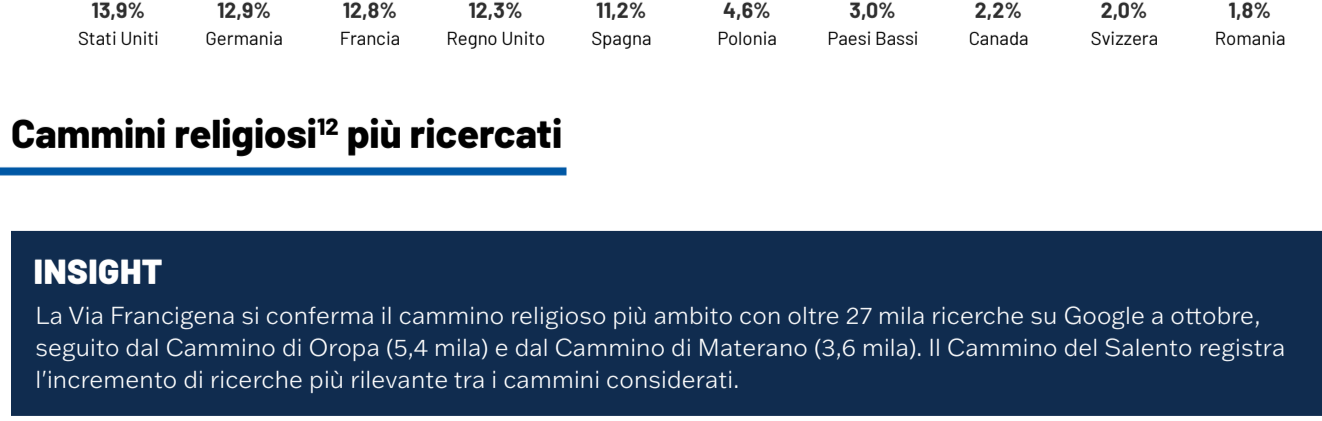 13,9% 12,9% 12,8% 12,3% 11,2% 4,6% 3,0% 2,2% 2,0% 1,8%
Stati Uniti Germania Francia Regno Unito Spagna Polonia Paesi Bassi Canada Svizzera Romania
Cammini religiosi¹² più ricercati
INSIGHT
La Via Francigena si conferma il cammino religioso più ambito con oltre 27 mila ricerche su Google a ottobre,
seguito dal Cammino di Oropa (5,4 mila) e dal Cammino di Materano (3,6 mila). Il Cammino del Salento registra
l'incremento di ricerche più rilevante tra i cammini considerati.